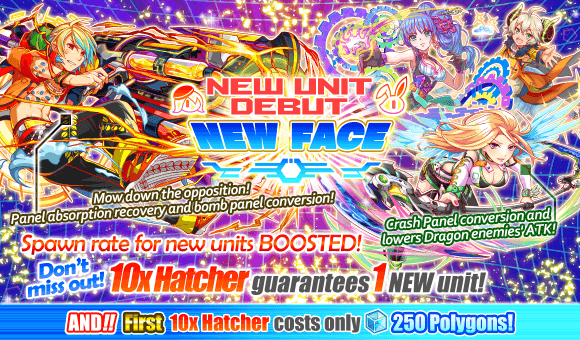 NEW UNIT
DEBUT
NEW FACE
Mow down the opposition!
Panel absorption recovery and bomb panel conversion!
Crash Panel conversion and
lowers Dragon enemies' ATK!
Spawn rate for new units BOOSTED!
Don't
miss out!
10x Hatcher guarantees 1 NEW unit!
AND!! First 10x Hatcher costs only 250 Polygons!